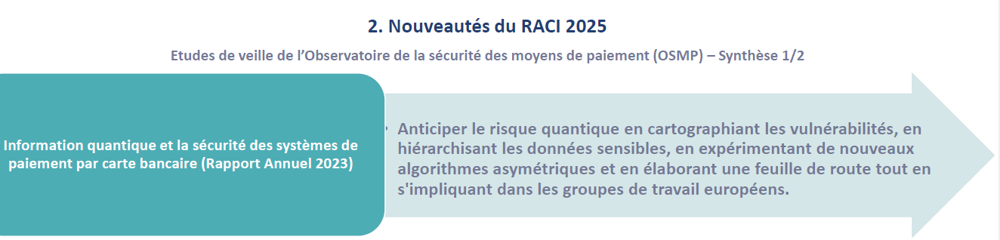 2. Nouveautés du RACI 2025
Etudes de veille de l’Observatoire de la sécurité des moyens de paiement (OSMP) – Synthèse 1/2
Information quantique et la sécurité des systèmes de
paiement par carte bancaire (Rapport Annuel 2023)
• Anticiper le risque quantique en cartographiant les vulnérabilités, en
hiérarchisant les données sensibles, en expérimentant de nouveaux
algorithmes asymétriques et en élaborant une feuille de route tout en
s'impliquant dans les groupes de travail européens.